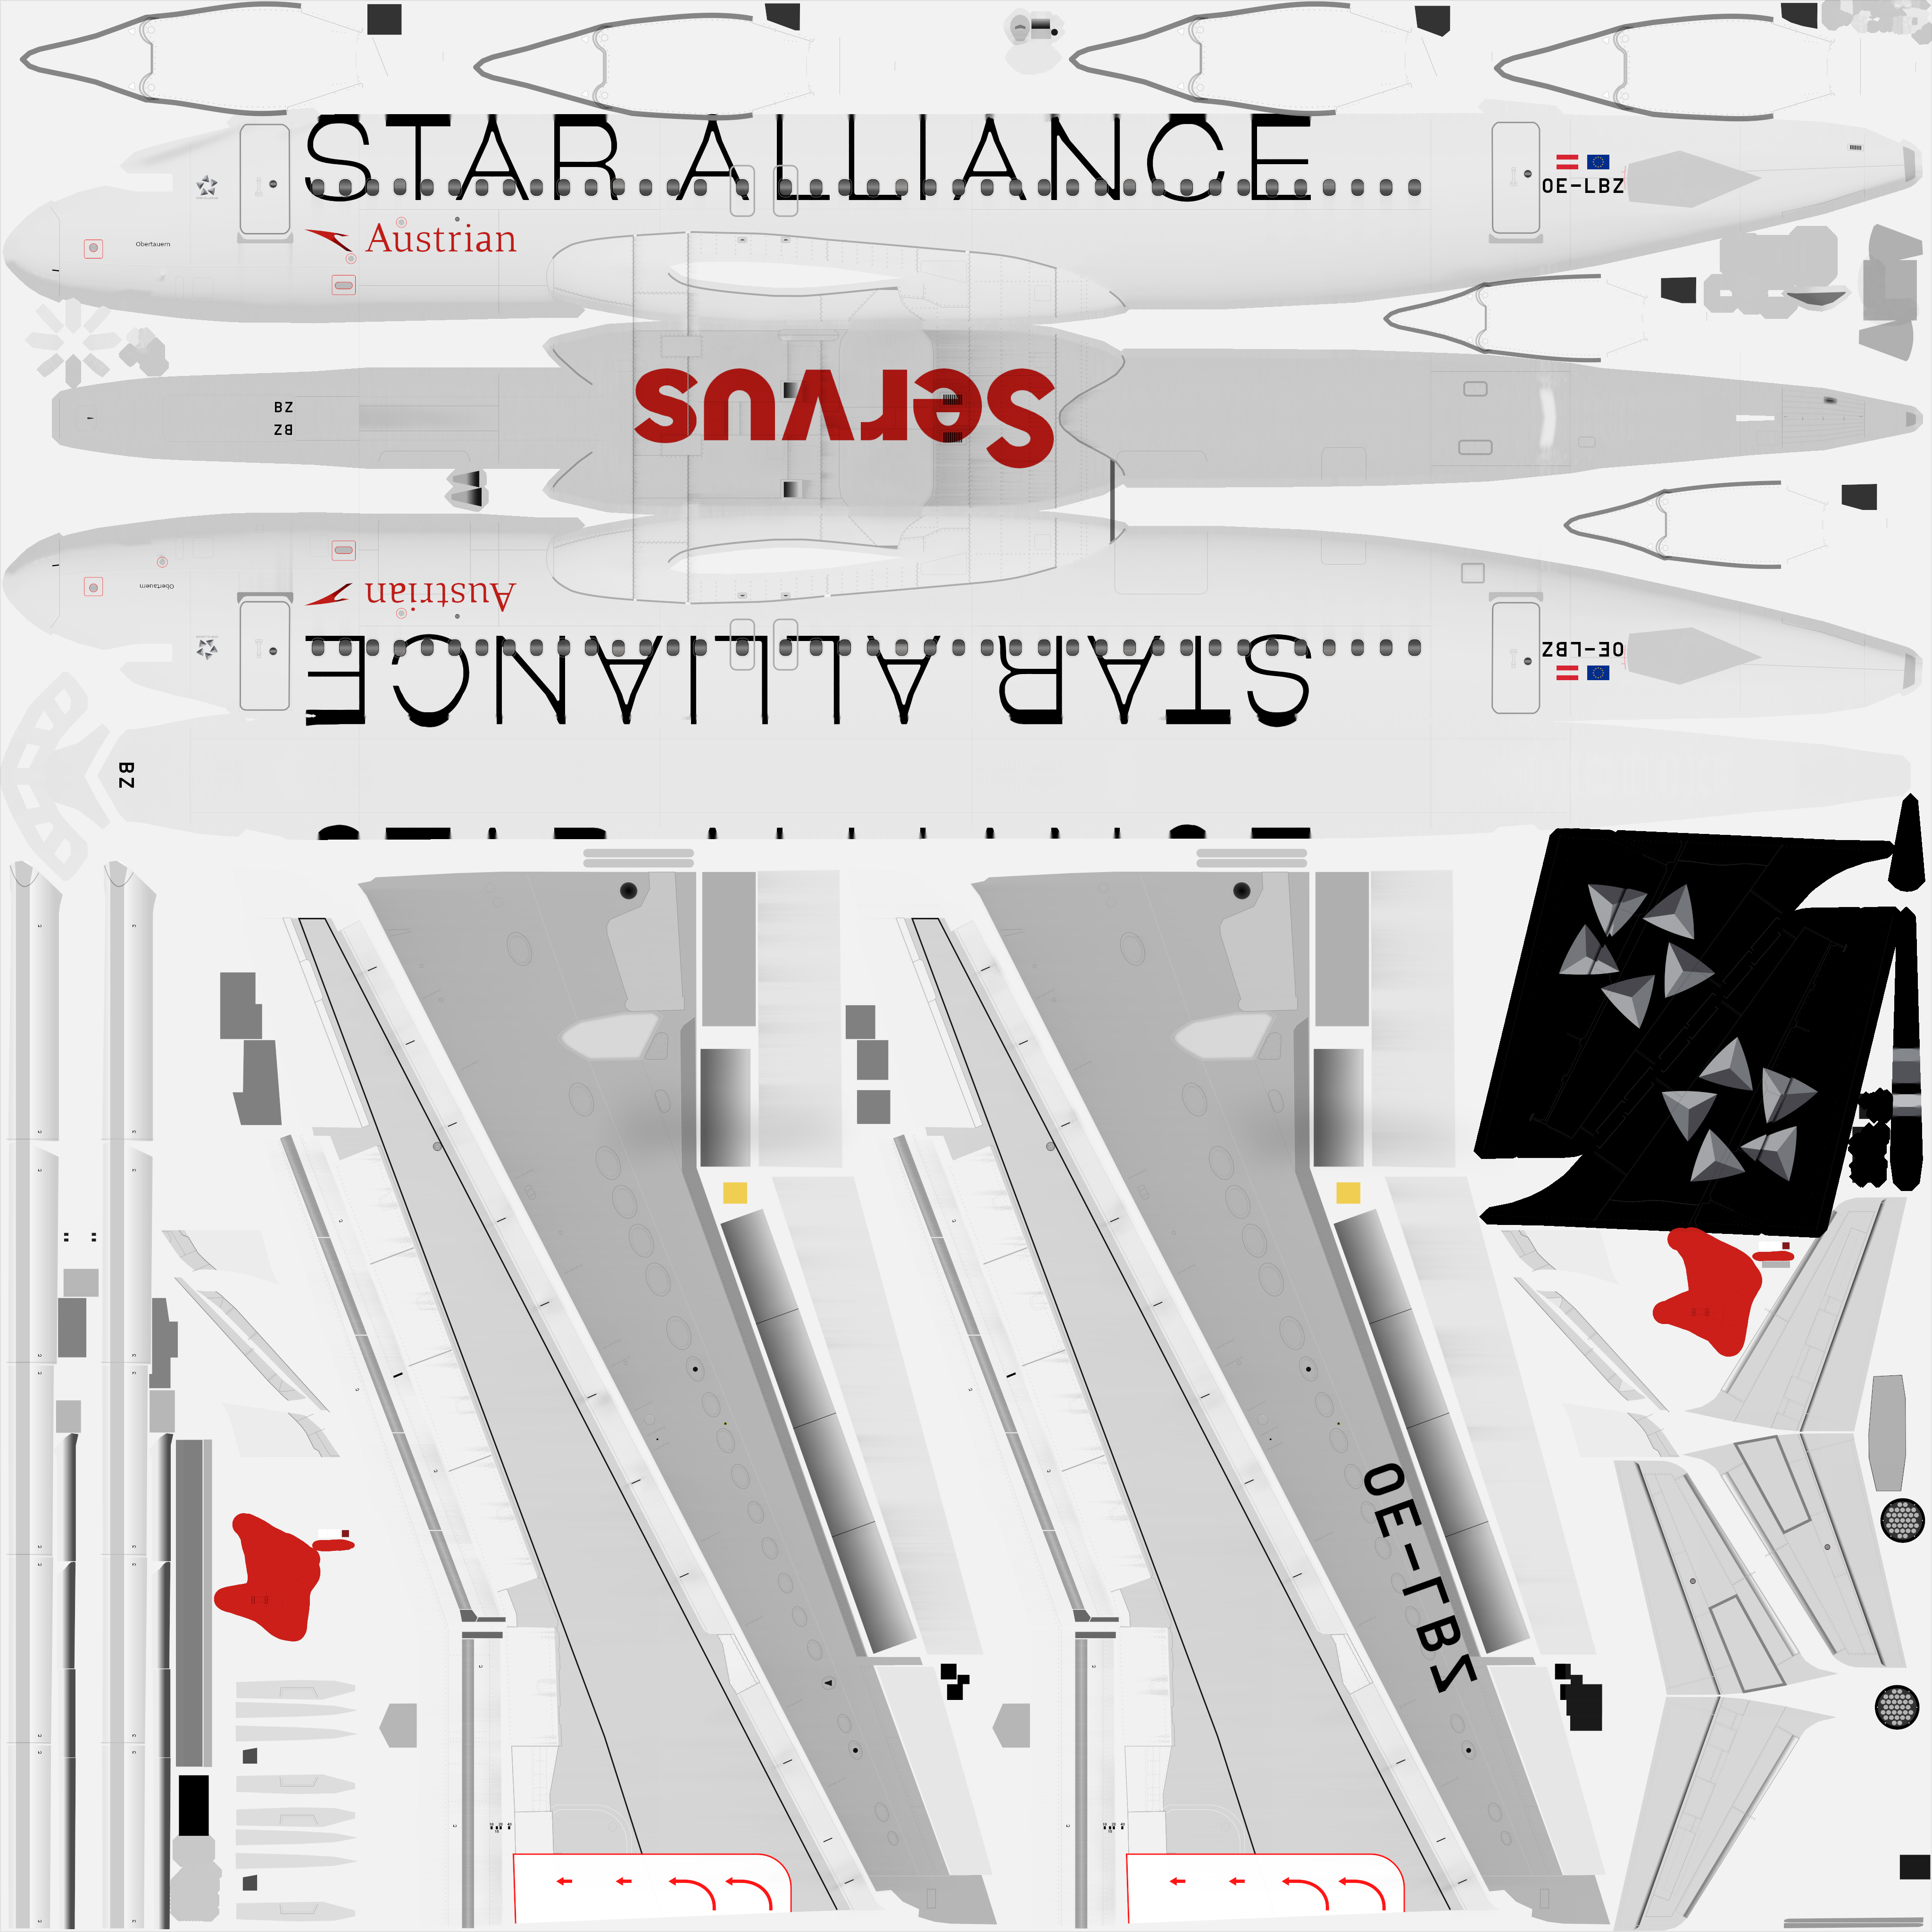 STAR ALLIANCE
OE-LBZ
Obertauern
Austrian
BZ
BZ
Servus
Obertauern
Austrian
OE-LBZ
STAR ALLIANCE
BZ
OE-LBZ